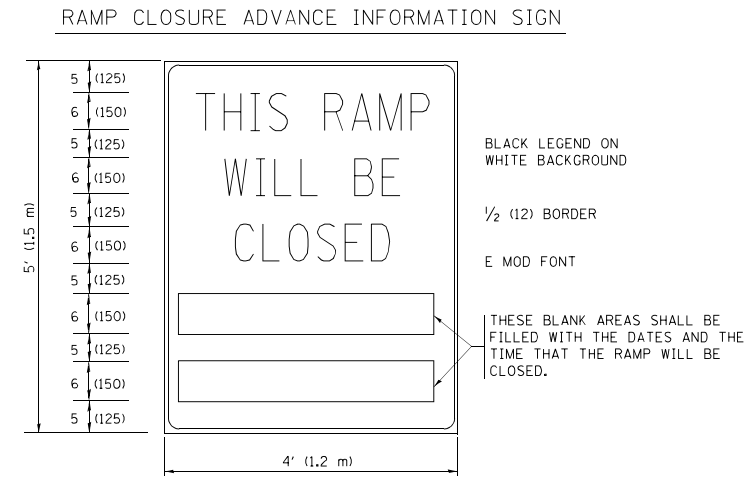 RAMP CLOSURE ADVANCE INFORMATION SIGN
5 (125)
6 (150)
5 (125)
6 (150)
5 (125)
6 (150)
5 (125)
6 (150)
5 (125)
6 (150)
5 (125)
5' (1.5 m)
THIS RAMP
WILL BE
CLOSED
4' (1.2 m)
BLACK LEGEND ON
WHITE BACKGROUND
1/2 (12) BORDER
E MOD FONT
THESE BLANK AREAS SHALL BE
FILLED WITH THE DATES AND THE
TIME THAT THE RAMP WILL BE
CLOSED.